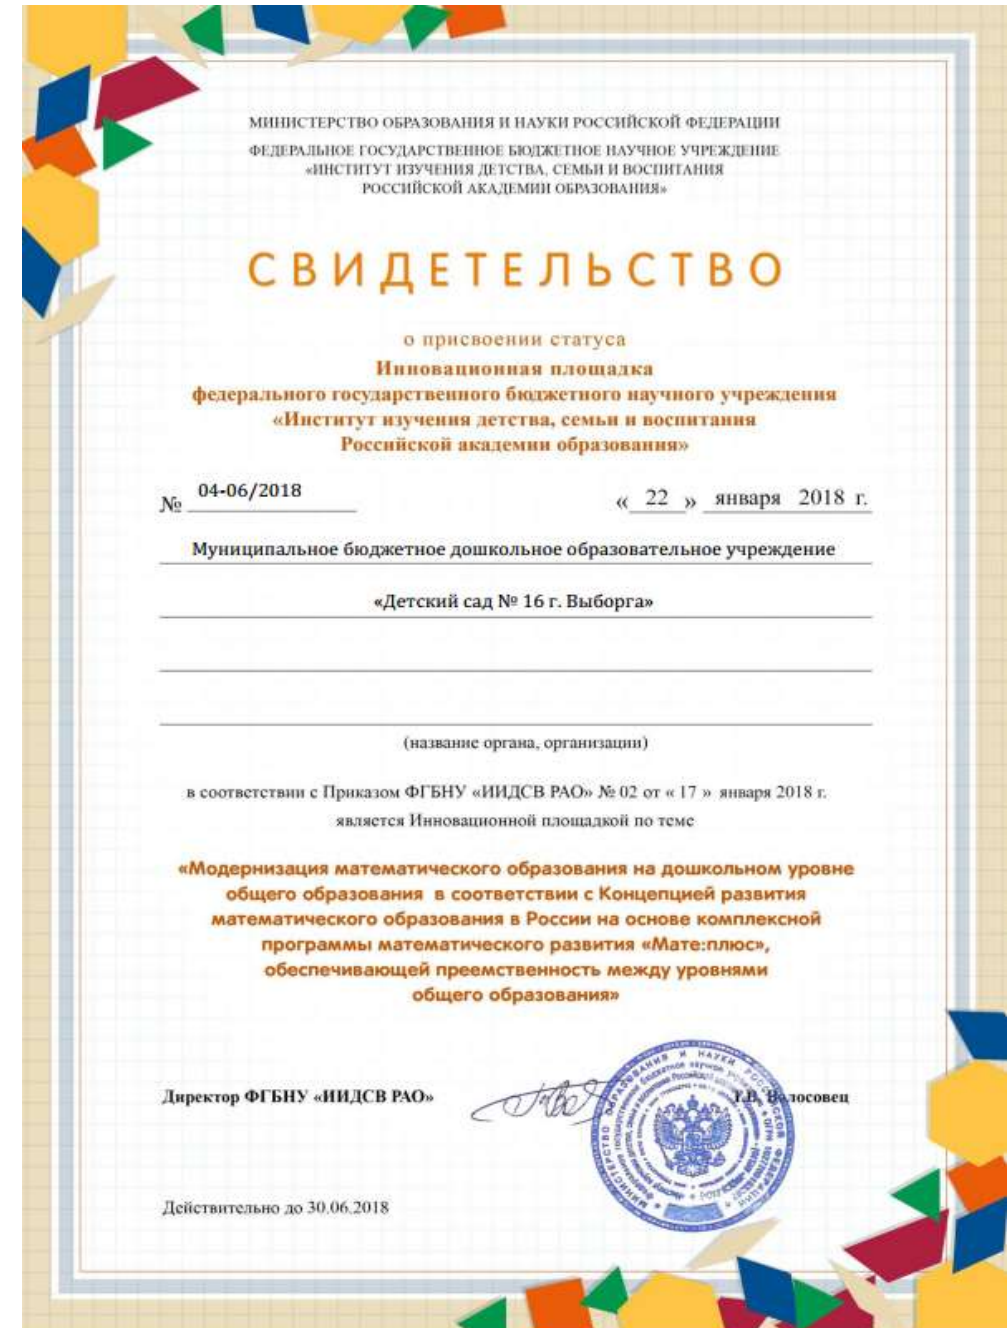 МИНИСТЕРСТВО ОБРАЗОВАНИЯ И НАУКИ РОССИЙСКОЙ ФЕДЕРАЦИИ
ФЕДЕРАЛЬНОЕ ГОСУДАРСТВЕННОЕ БЮДЖЕТНОЕ НАУЧНОЕ УЧРЕЖДЕНИЕ
«ИНСТИТУТ ИЗУЧЕНИЯ ДЕТСТВА, СЕМЬИ И ВОСПИТАНИЯ
РОССИЙСКОЙ АКАДЕМИИ ОБРАЗОВАНИЯ»
СВИДЕТЕЛЬСТВО
о присвоении статуса
Инновационная площадка
федерального государственного бюджетного научного учреждения
«Институт изучения детства, семьи и воспитания
Российской академии образования»
№ 04-06/2018 « 22 » января 2018 г.
Муниципальное бюджетное дошкольное образовательное учреждение
«Детский сад № 16 г. Выборга»
(название органа, организации)
в соответствии с Приказом ФГБНУ «ИИДСВ РАО» № 02 от « 17 » января 2018 г.
является Инновационной площадкой по теме
«Модернизация математического образования на дошкольном уровне
общего образования в соответствии с Концепцией развития
математического образования в России на основе комплексной
программы математического развития «Мате:плюс»,
обеспечивающей преемственность между уровнями
общего образования»
Директор ФГБНУ «ИИДСВ РАО» Т.В. Волосовец
МИНИСТЕРСТВО ОБРАЗОВАНИЯ И НАУКИ РОССИЙСКОЙ ФЕДЕРАЦИИ
Действительно до 30.06.2018